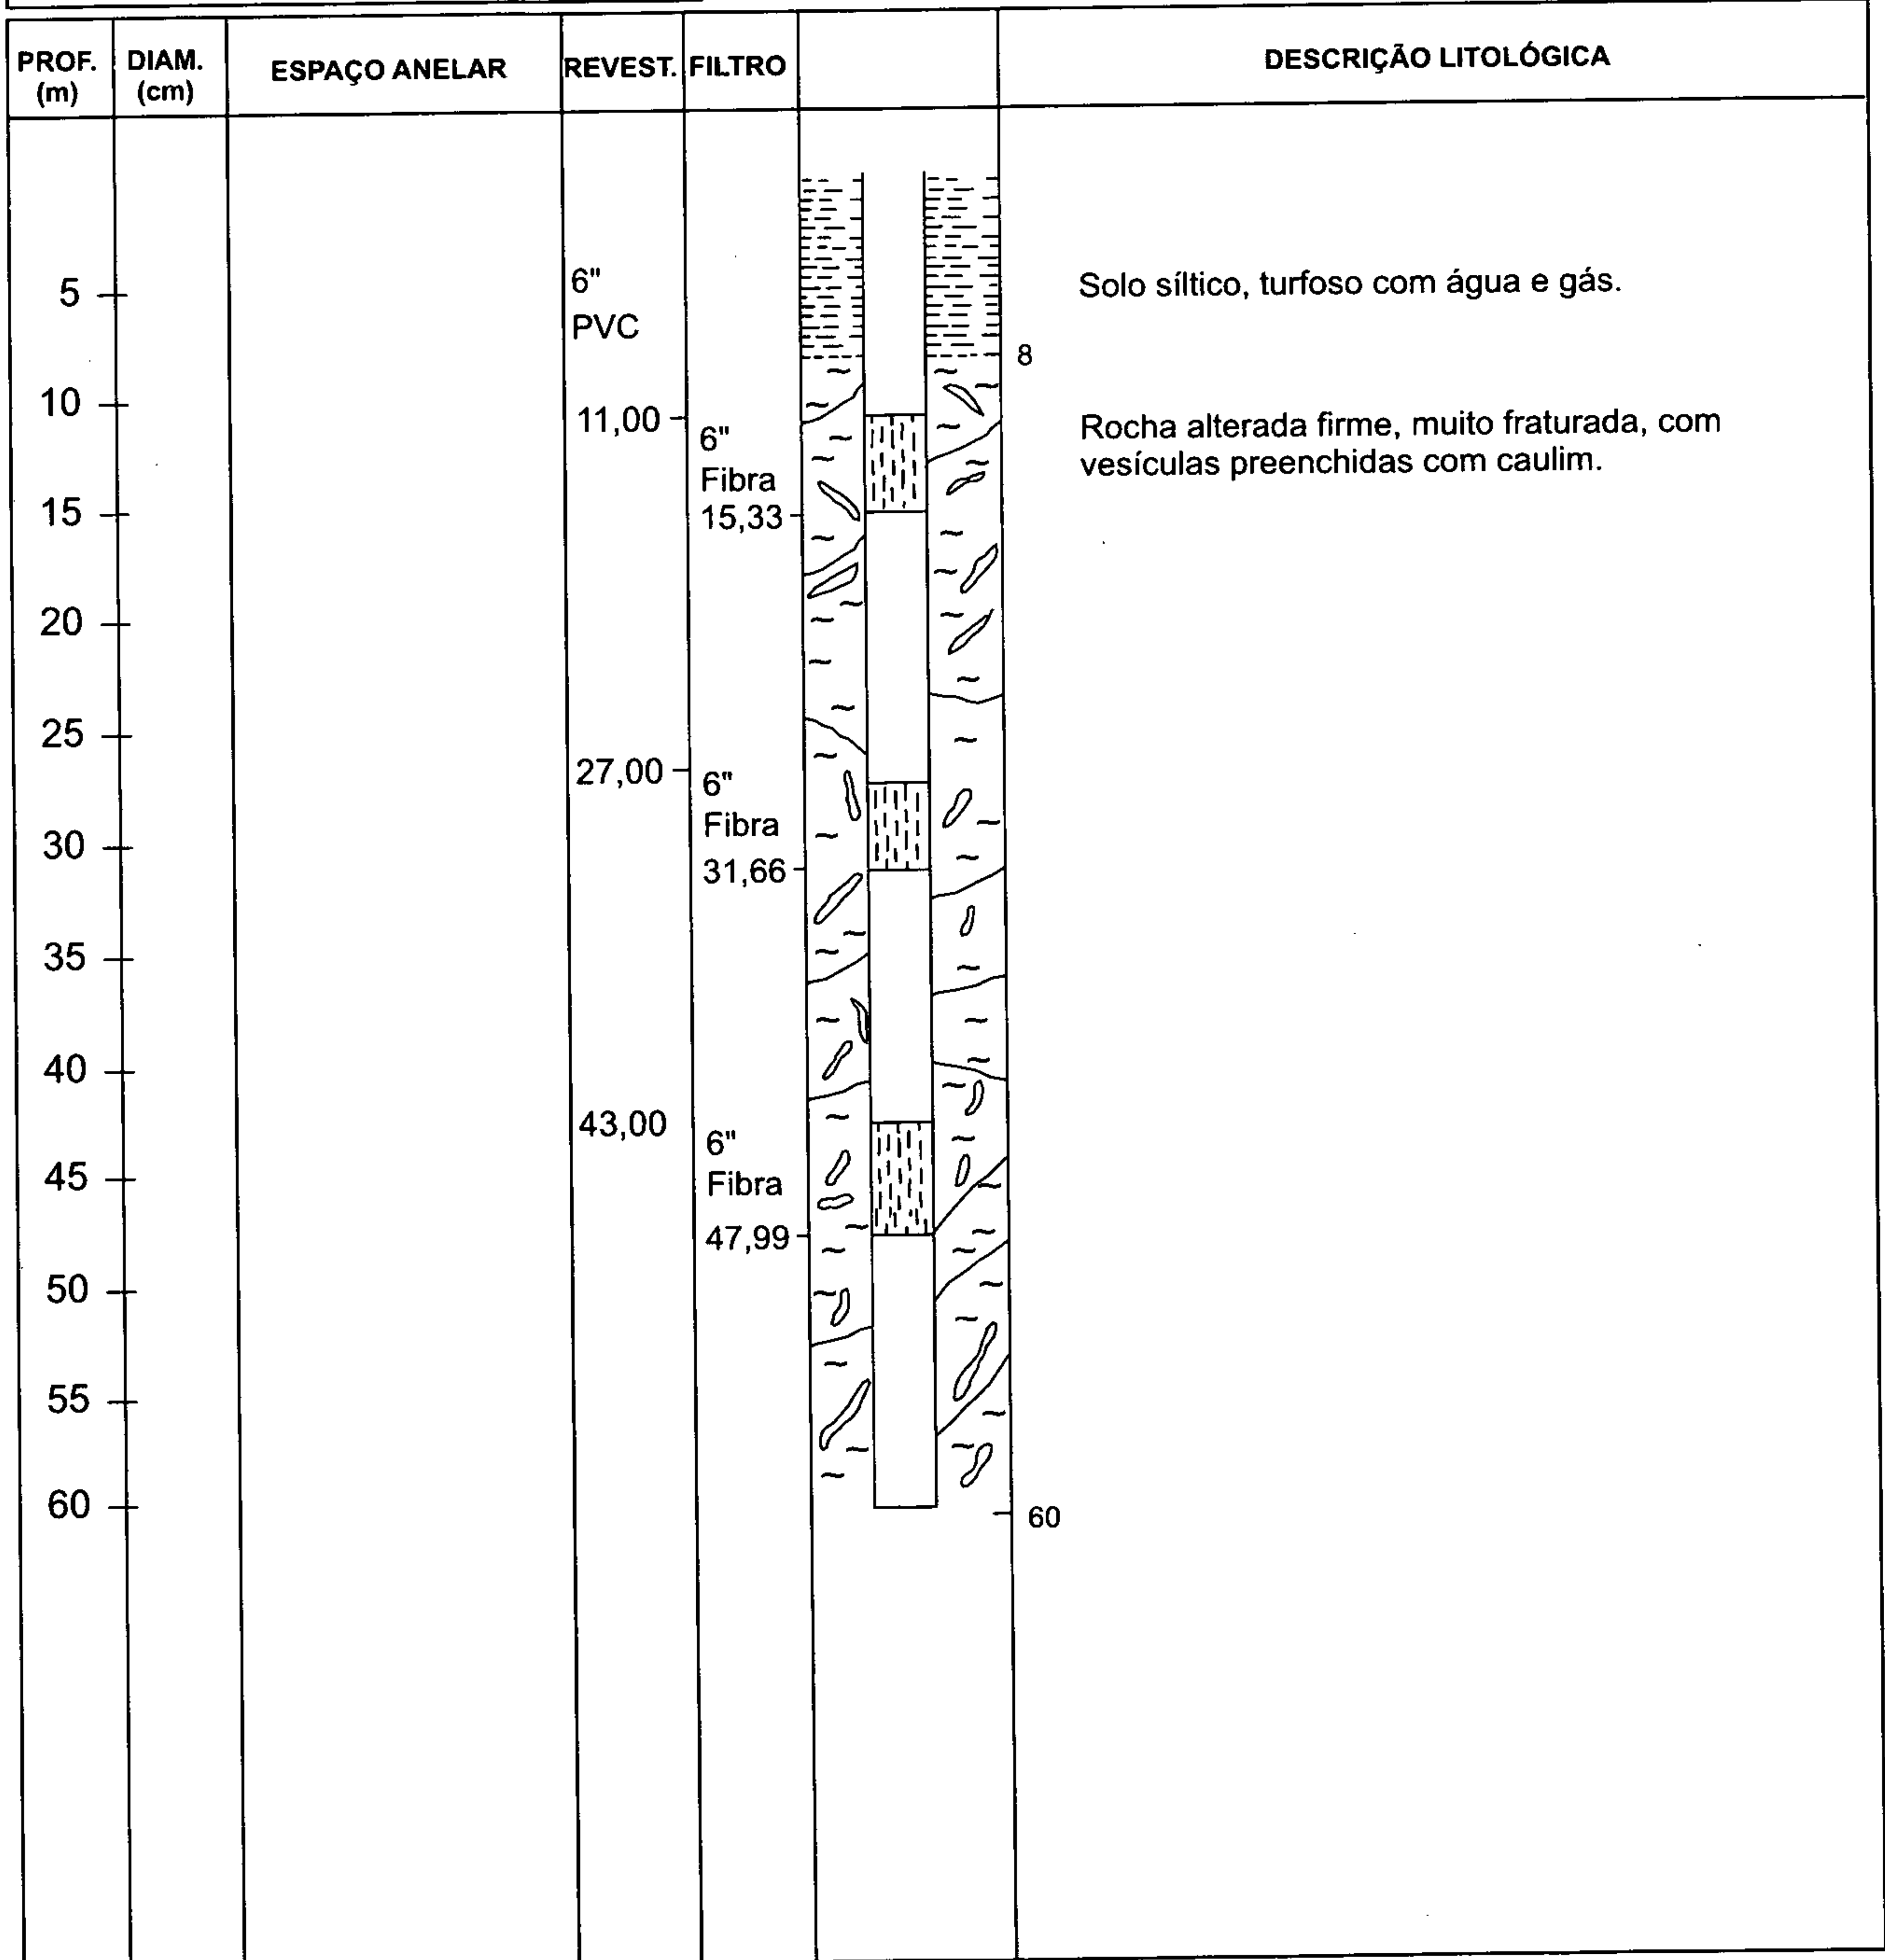 PROF. (m)
DIAM. (cm)
ESPAÇO ANELAR
REVEST.
FILTRO
DESCRIÇÃO LITOLÓGICA
5
6"
PVC
Solo síltico, turfoso com água e gás.
8
10
11,00
6"
Fibra
15,33
Rocha alterada firme, muito fraturada, com
vesículas preenchidas com caulim.
15
20
25
27,00
6"
Fibra
31,66
30
35
40
43,00
6"
Fibra
47,99
45
50
55
60
60